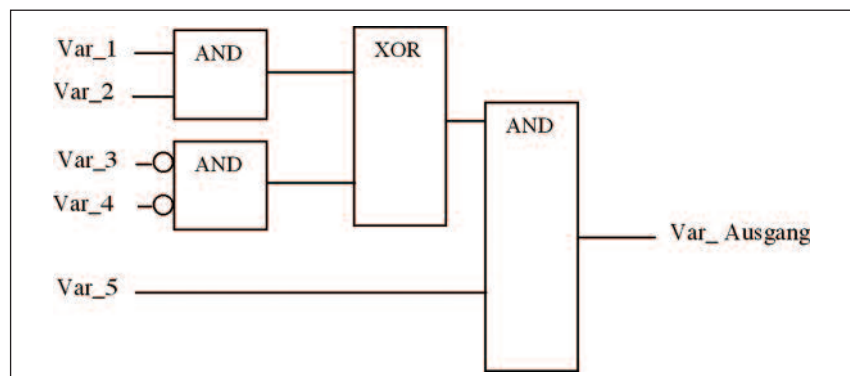 Var_1
AND
XOR
Var_2
AND
Var_3
AND
Var_4
Var_ Ausgang
Var_5